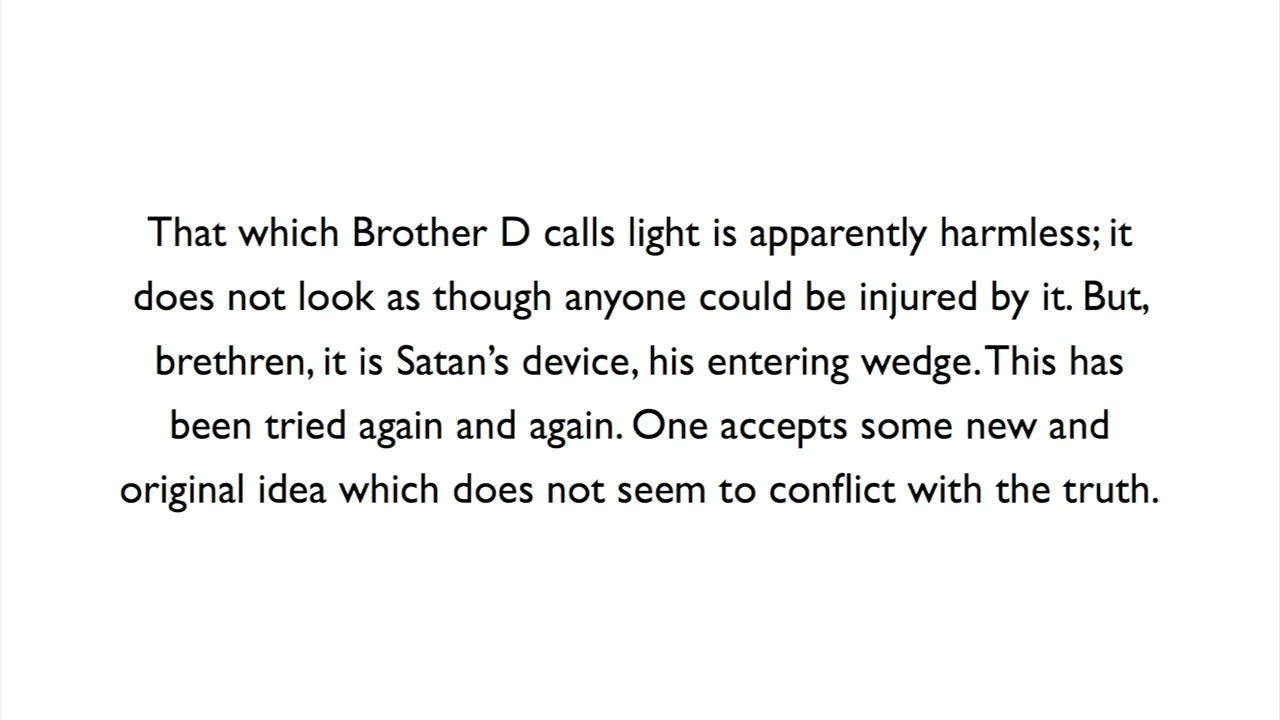 That which Brother D calls light is apparently harmless; it
does not look as though anyone could be injured by it. But,
brethren, it is Satan’s device, his entering wedge. This has
been tried again and again. One accepts some new and
original idea which does not seem to conflict with the truth.